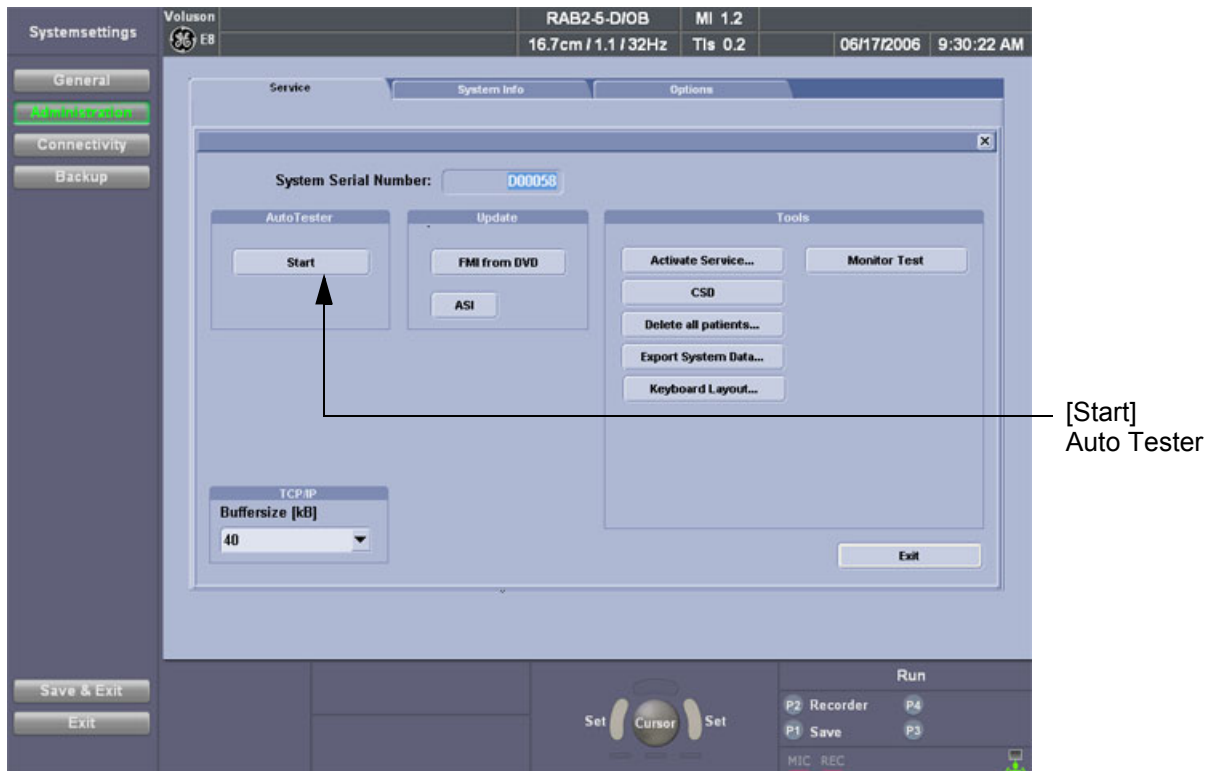 Systemsettings
Voluson
E8
RAB2-5-D/OB
MI 1.2
16.7cm / 1.1 / 32Hz
TIs 0.2
06/17/2006
9:30:22 AM
General
Administration
Connectivity
Backup
Service
System Info
Options
System Serial Number:
D00058
AutoTester
Start
Update
FMI from DVD
ASI
Tools
Activate Service...
Monitor Test
CSD
Delete all patients...
Export System Data...
Keyboard Layout...
[Start]
Auto Tester
TCP/IP
Buffersize [kB]
40
Exit
Save & Exit
Exit
Set
Cursor
Set
Run
P2 Recorder P4
P1 Save P3
MIC REC